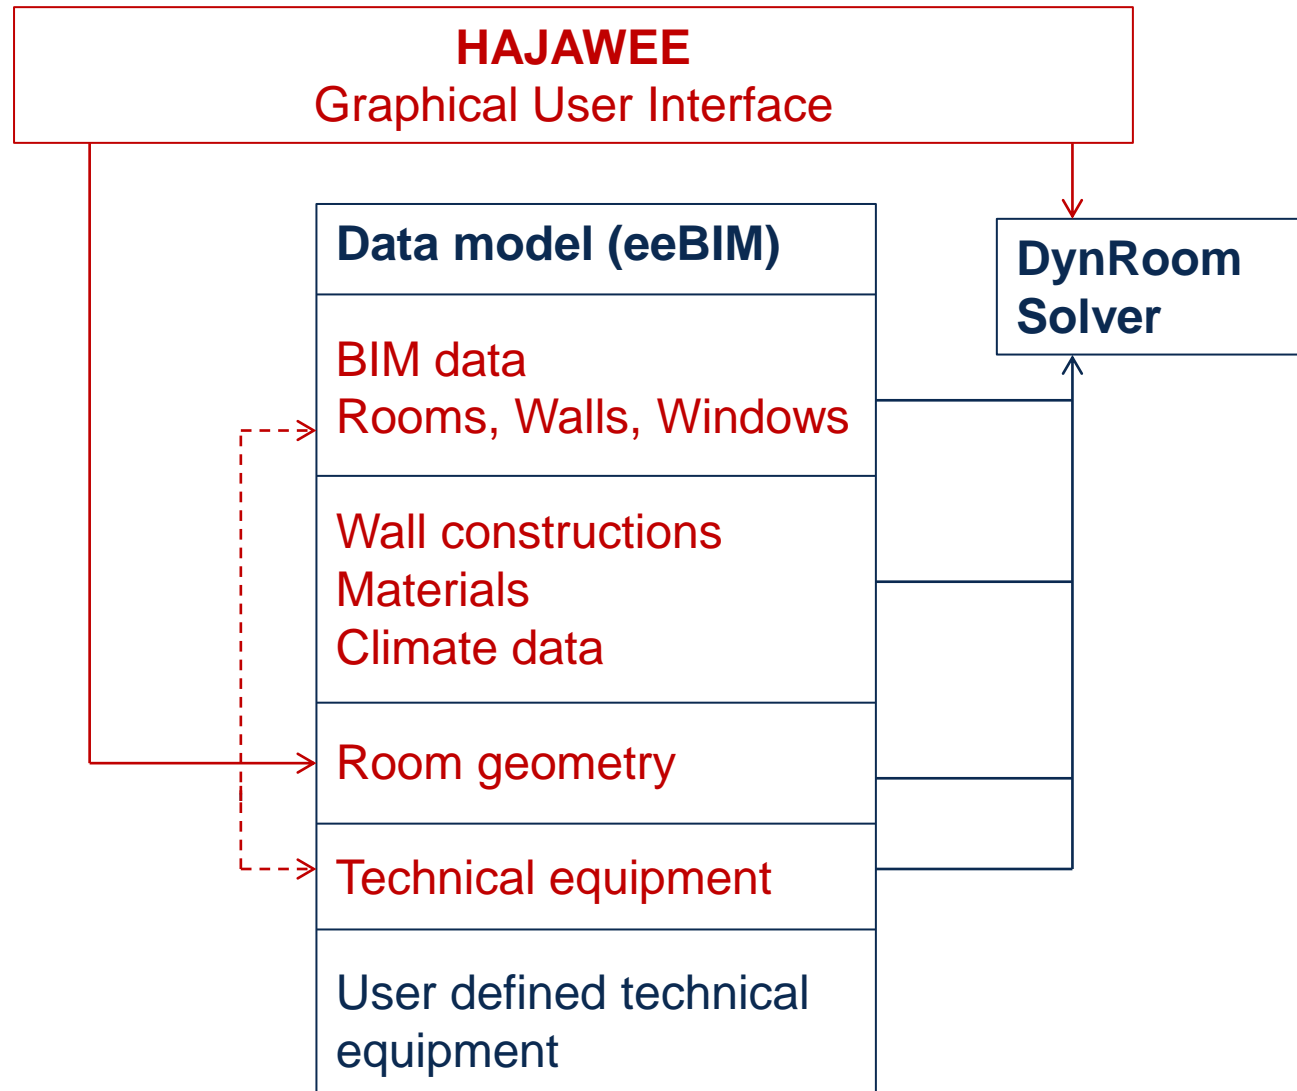 HAJAWEE
Graphical User Interface
Data model (eeBIM)
DynRoom
Solver
BIM data
Rooms, Walls, Windows
Wall constructions
Materials
Climate data
Room geometry
Technical equipment
User defined technical
equipment